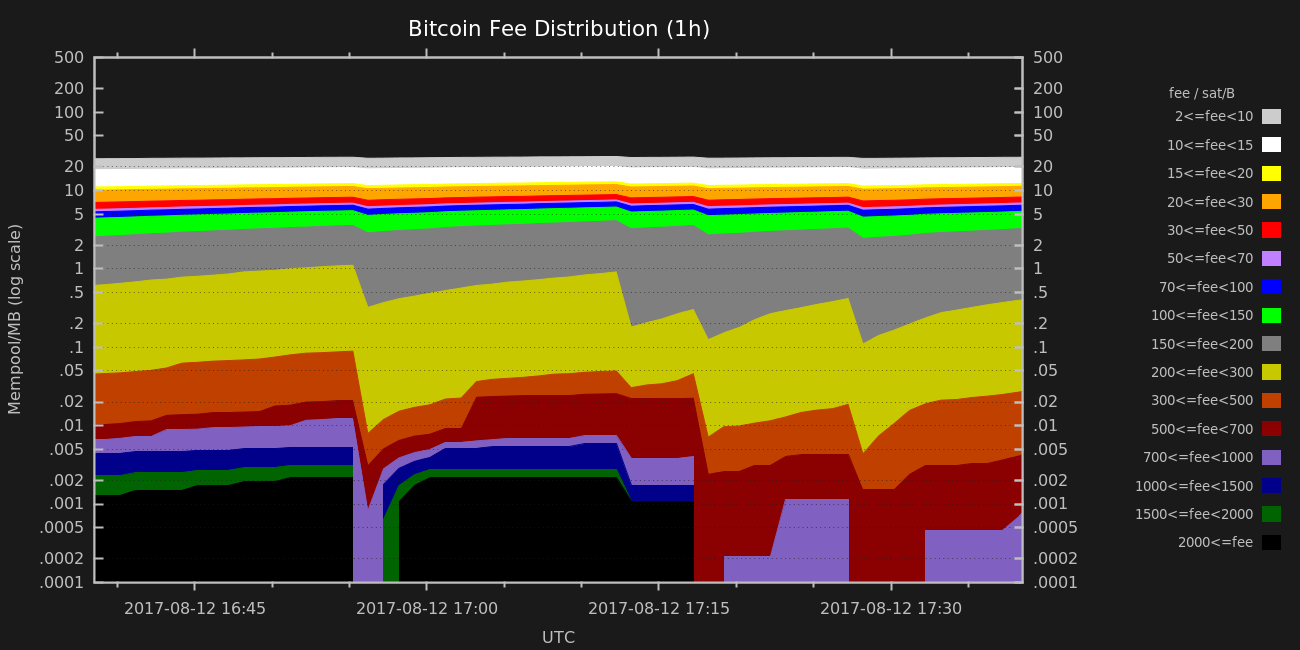 Bitcoin Fee Distribution (1h)
Mempool/MB (log scale)
500
200
100
50
20
10
5
2
1
.5
.2
.1
.05
.02
.01
.005
.002
.001
.0005
.0002
.0001
500
200
100
50
20
10
5
2
1
.5
.2
.1
.05
.02
.01
.005
.002
.001
.0005
.0002
.0001
2017-08-12 16:45
2017-08-12 17:00
2017-08-12 17:15
2017-08-12 17:30
UTC
fee / sat/B
2<=fee<10
10<=fee<15
15<=fee<20
20<=fee<30
30<=fee<50
50<=fee<70
70<=fee<100
100<=fee<150
150<=fee<200
200<=fee<300
300<=fee<500
500<=fee<700
700<=fee<1000
1000<=fee<1500
1500<=fee<2000
2000<=fee